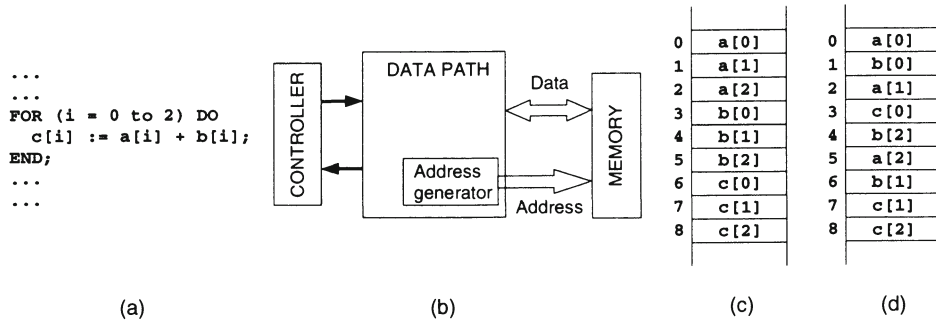 ...
...
FOR (i = 0 to 2) DO
c[i] := a[i] + b[i];
END;
...
...
(a)
CONTROLLER
DATA PATH
Address
generator
Data
Address
MEMORY
(b)
0 a[0]
1 a[1]
2 a[2]
3 b[0]
4 b[1]
5 b[2]
6 c[0]
7 c[1]
8 c[2]
(c)
0 a[0]
1 b[0]
2 a[1]
3 c[0]
4 b[2]
5 a[2]
6 b[1]
7 c[1]
8 c[2]
(d)